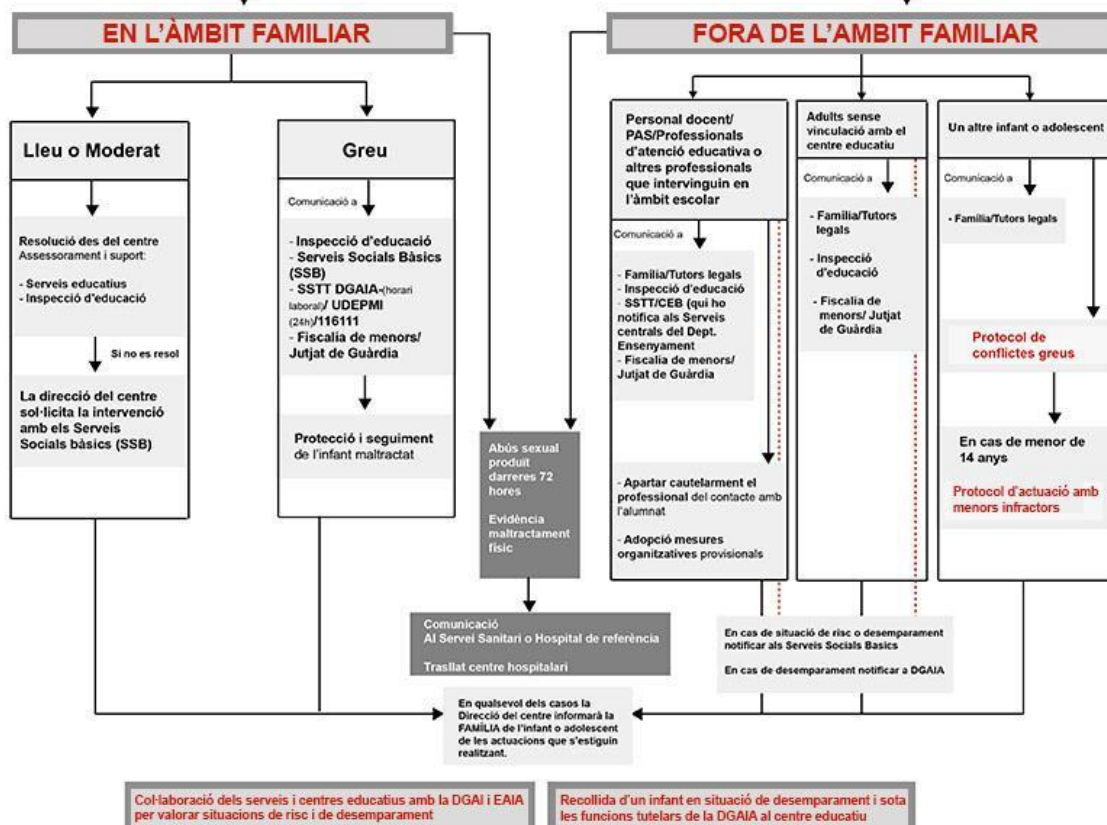 EN L'ÀMBIT FAMILIAR
FORA DE L'AMBIT FAMILIAR
Lleu o Moderat
Resolució des del centre
Assessorament i suport:
- Serveis educatius
- Inspecció d'educació
Si no es resol
La direcció del centre
sol·licita la intervenció
amb els Serveis
Socials bàsics (SSB)
Greu
Comunicació a
- Inspecció d'educació
- Serveis Socials Bàsics
(SSB)
- SSTT DGAIA-(horari
laboral)/ UDEPMI
(24h)/116111
- Fiscalia de menors/
Jutjat de Guàrdia
Protecció i seguiment
de l'infant maltractat
Abús sexual
produït
darreres 72
hores
Evidència
maltractament
físic
Comunicació
Al Servei Sanitari o Hospital de referència
Trasllat centre hospitalari
Personal docent/
PAS/Professionals
d'atenció educativa o
altres professionals
que intervinguin en
l'àmbit escolar
Comunicació a
- Família/Tutors legals
- Inspecció d'educació
- SSTT/CEB (qui ho
notifica als Serveis
centrals del Dept.
Ensenyament
- Fiscalia de menors/
Jutjat de Guàrdia
- Apartar cautelarment el
professional del contacte amb
l'alumnat
- Adopció mesures
organitzatives provisionals
Adults sense
vinculació amb el
centre educatiu
Comunicació a
- Família/Tutors
legals
- Inspecció
d'educació
- Fiscalia de
menors/ Jutjat
de Guàrdia
Un altre infant o adolescent
Comunicació a
- Família/Tutors legals
Protocol de
conflictes greus
En cas de menor de
14 anys
Protocol d'actuació amb
menors infractors
En cas de situació de risc o desemparament
notificar als Serveis Socials Basics
En cas de desemparament notificar a DGAIA
En qualsevol dels casos la
Direcció del centre informarà la
FAMÍLIA de l'infant o adolescent
de les actuacions que s'estiguin
realitzant.
Col·laboració dels serveis i centres educatius amb la DGAI i EAIA
per valorar situacions de risc i de desemparament
Recollida d'un infant en situació de desemparament i sota
les funcions tutelars de la DGAIA al centre educatiu